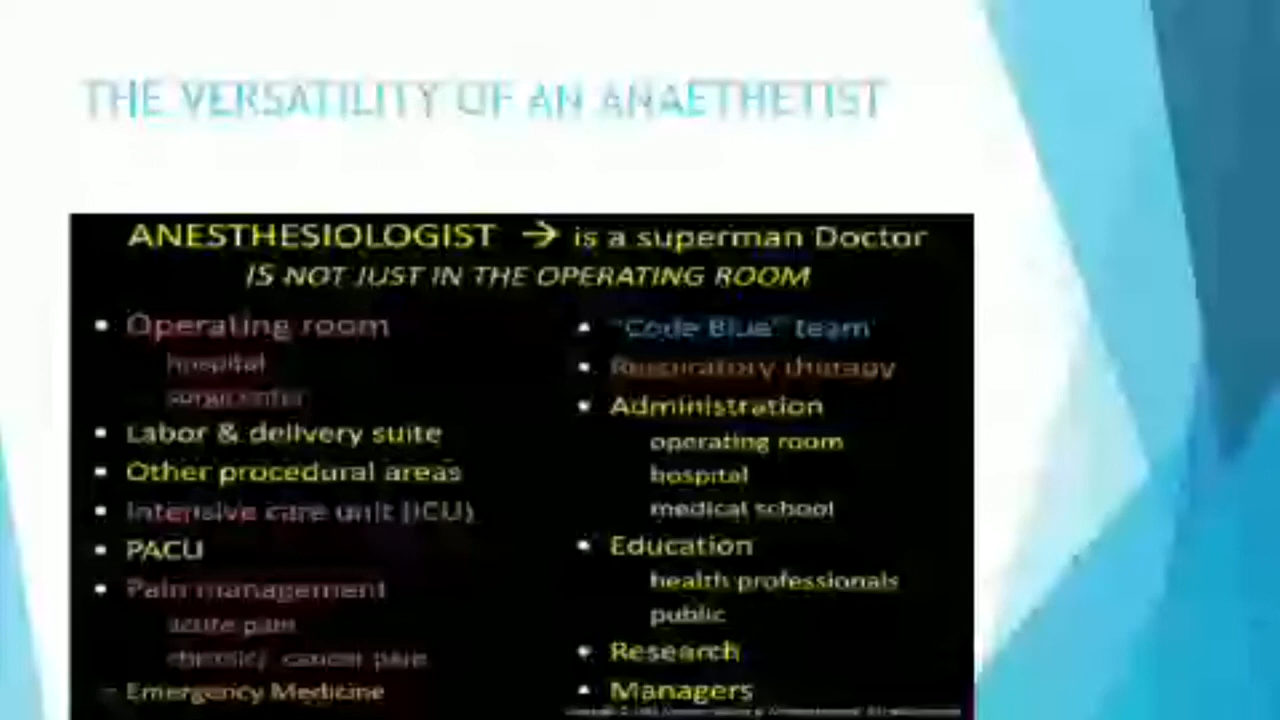 THE VERSATILITY OF AN ANAETHETIST
ANESTHESIOLOGIST → is a superman Doctor
IS NOT JUST IN THE OPERATING ROOM
• Operating room
hospital
surgicenter
• Labor & delivery suite
• Other procedural areas
• Intensive care unit (ICU)
• PACU
• Pain management
acute pain
chronic/ cancer pain
- Emergency Medicine
• "Code Blue" team
• Respiratory therapy
• Administration
operating room
hospital
medical school
• Education
health professionals
public
• Research
• Managers